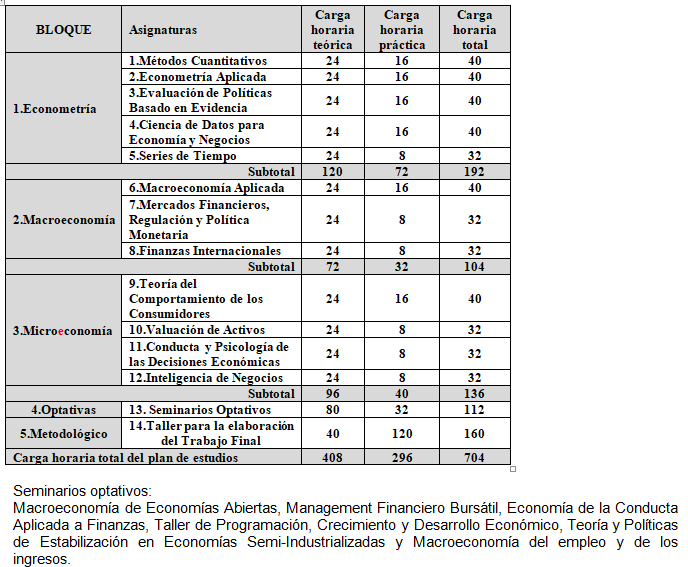 BLOQUE Asignaturas Carga horaria teórica Carga horaria práctica Carga horaria total
1.Econometría
1.Métodos Cuantitativos 24 16 40
2.Econometría Aplicada 24 16 40
3.Evaluación de Políticas
Basado en Evidencia 24 16 40
4.Ciencia de Datos para
Economía y Negocios 24 16 40
5.Series de Tiempo 24 8 32
Subtotal 120 72 192
2.Macroeconomía
6.Macroeconomía Aplicada 24 16 40
7.Mercados Financieros,
Regulación y Política
Monetaria 24 8 32
8.Finanzas Internacionales 24 8 32
Subtotal 72 32 104
3.Microeconomía
9.Teoría del
Comportamiento de los
Consumidores 24 16 40
10.Valuación de Activos 24 8 32
11.Conducta y Psicología de
las Decisiones Económicas 24 8 32
12.Inteligencia de Negocios 24 8 32
Subtotal 96 40 136
4.Optativas 13. Seminarios Optativos 80 32 112
5.Metodológico 14.Taller para la elaboración
del Trabajo Final 40 120 160
Carga horaria total del plan de estudios 408 296 704
Seminarios optativos:
Macroeconomía de Economías Abiertas, Management Financiero Bursátil, Economía de la Conducta
Aplicada a Finanzas, Taller de Programación, Crecimiento y Desarrollo Económico, Teoría y Políticas
de Estabilización en Economías Semi-Industrializadas y Macroeconomía del empleo y de los
ingresos.